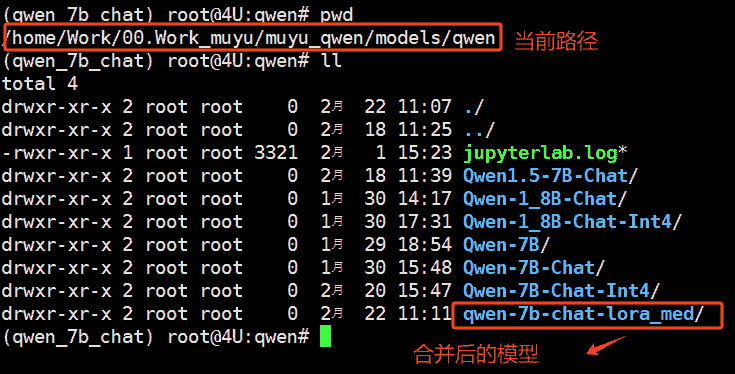 (qwen_7b_chat) root@4U:qwen# pwd
/home/Work/00.Work_muyu/muyu_qwen/models/qwen 当前路径
(qwen_7b_chat) root@4U:qwen# ll
total 4
drwxr-xr-x 2 root root    0  2月  22 11:07 ./
drwxr-xr-x 2 root root    0  2月  18 11:25 ../
-rwxr-xr-x 1 root root 3321  2月   1 15:23 jupyterlab.log*
drwxr-xr-x 2 root root    0  2月  18 11:39 Qwen1.5-7B-Chat/
drwxr-xr-x 2 root root    0  1月  30 14:17 Qwen-1_8B-Chat/
drwxr-xr-x 2 root root    0  1月  30 17:31 Qwen-1_8B-Chat-Int4/
drwxr-xr-x 2 root root    0  1月  29 18:54 Qwen-7B/
drwxr-xr-x 2 root root    0  1月  30 15:48 Qwen-7B-Chat/
drwxr-xr-x 2 root root    0  2月  20 15:47 Qwen-7B-Chat-Int4/
drwxr-xr-x 2 root root    0  2月  22 11:11 qwen-7b-chat-lora_med/
(qwen_7b_chat) root@4U:qwen#
合并后的模型